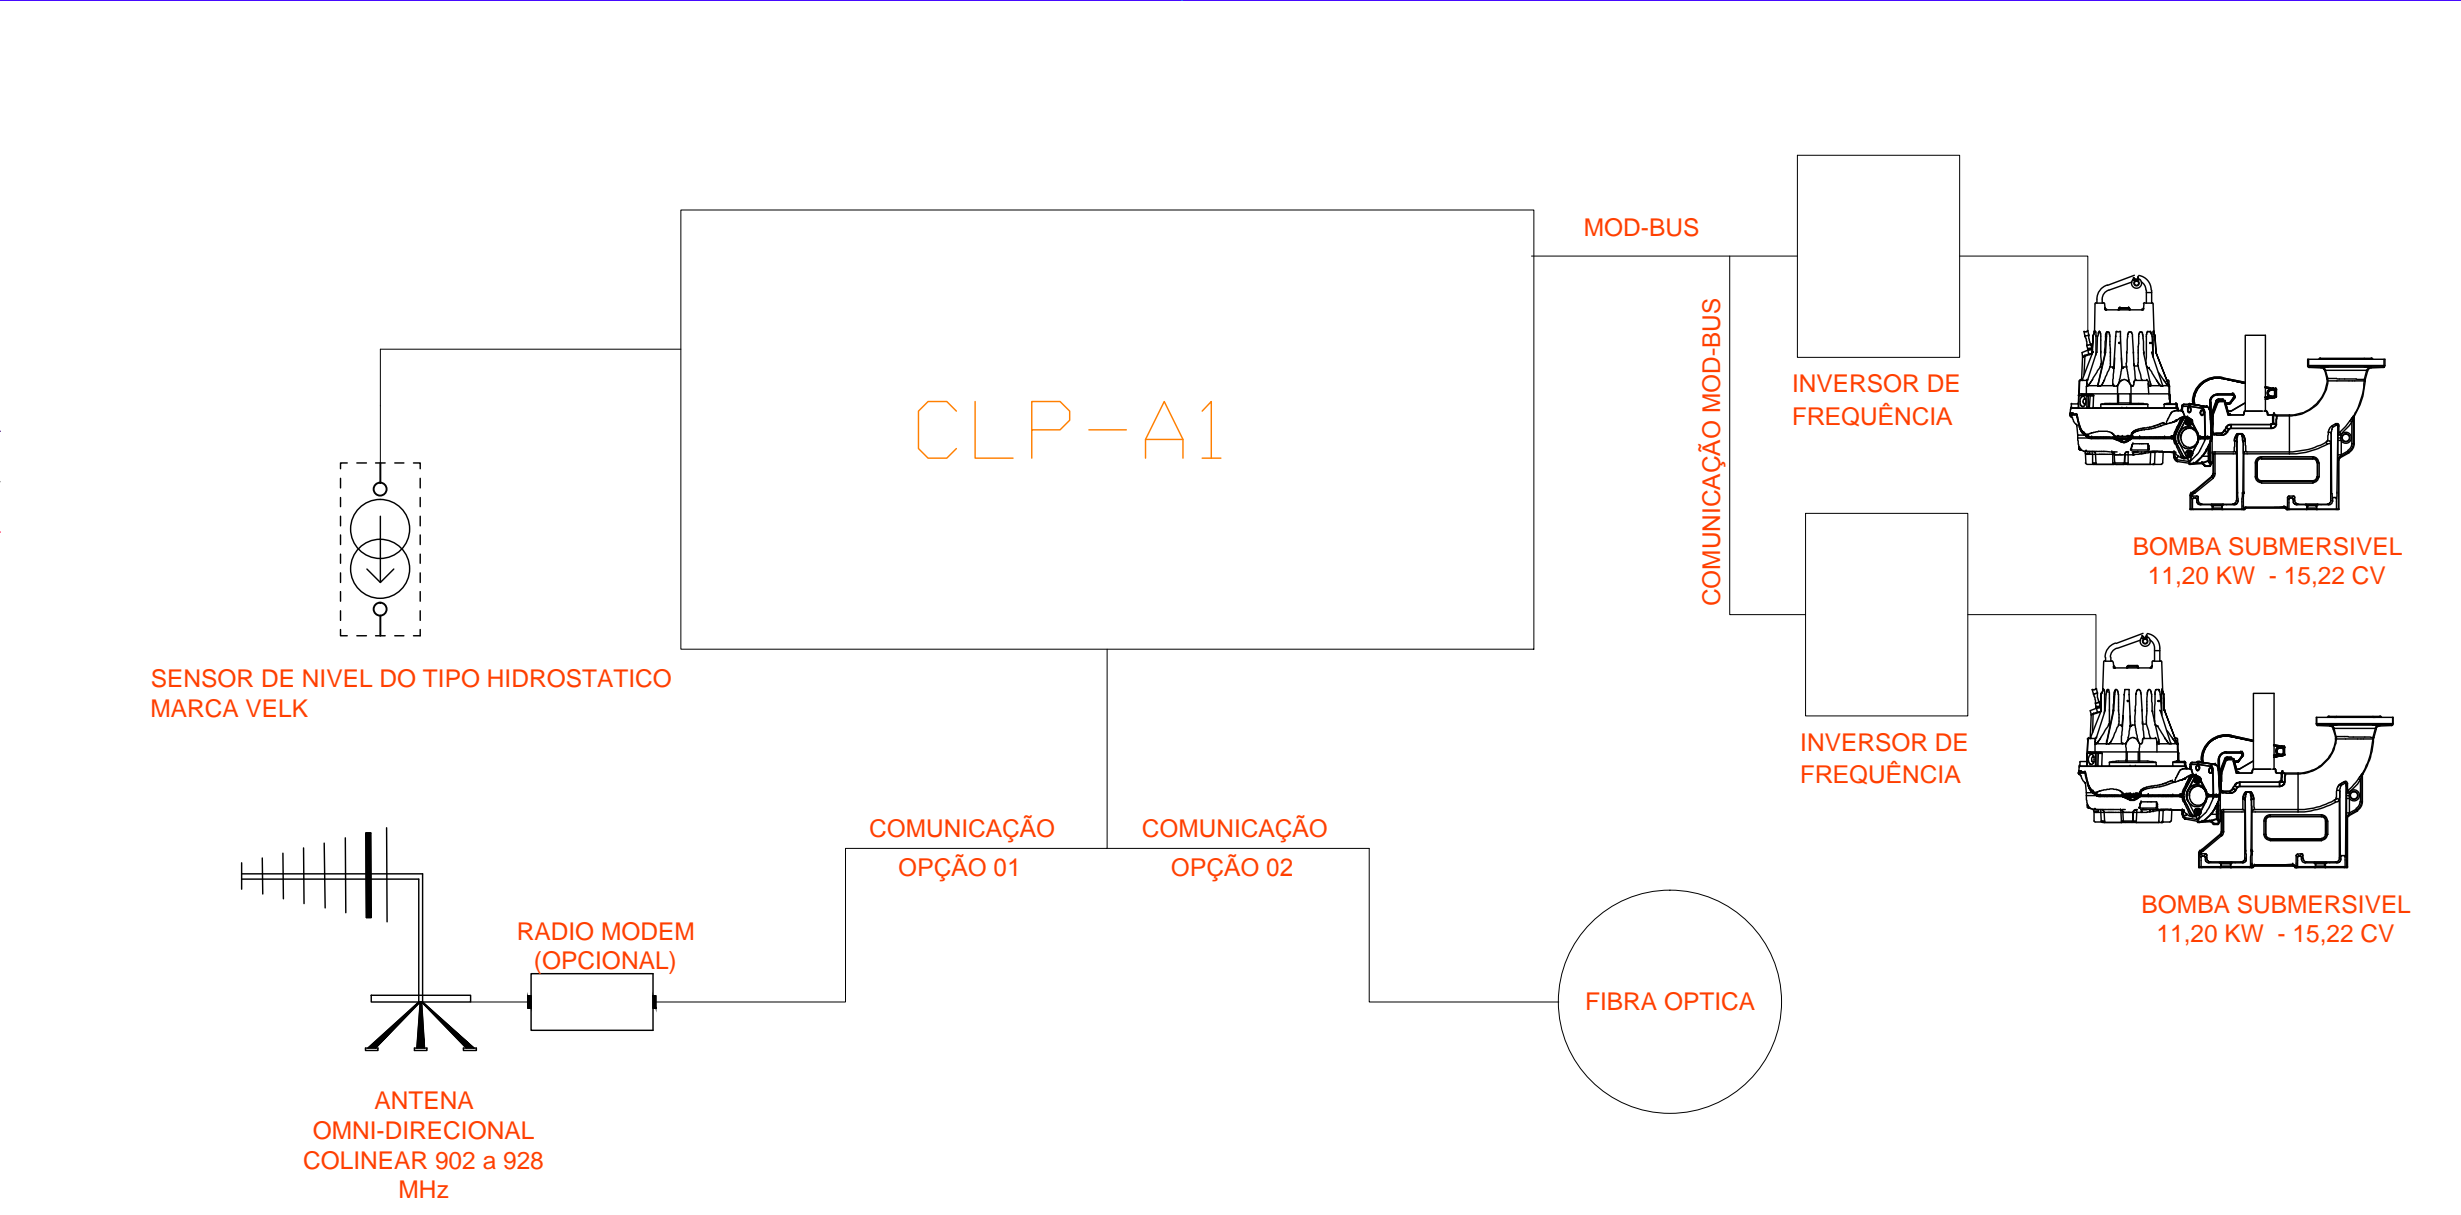 MOD-BUS
COMUNICAÇÃO MOD-BUS
INVERSOR DE
FREQUÊNCIA
CLP-A1
BOMBA SUBMERSIVEL
11,20 KW - 15,22 CV
SENSOR DE NIVEL DO TIPO HIDROSTATICO
MARCA VELK
INVERSOR DE
FREQUÊNCIA
COMUNICAÇÃO
OPÇÃO 01
COMUNICAÇÃO
OPÇÃO 02
BOMBA SUBMERSIVEL
11,20 KW - 15,22 CV
RADIO MODEM
(OPCIONAL)
FIBRA OPTICA
ANTENA
OMNI-DIRECIONAL
COLINEAR 902 a 928
MHz